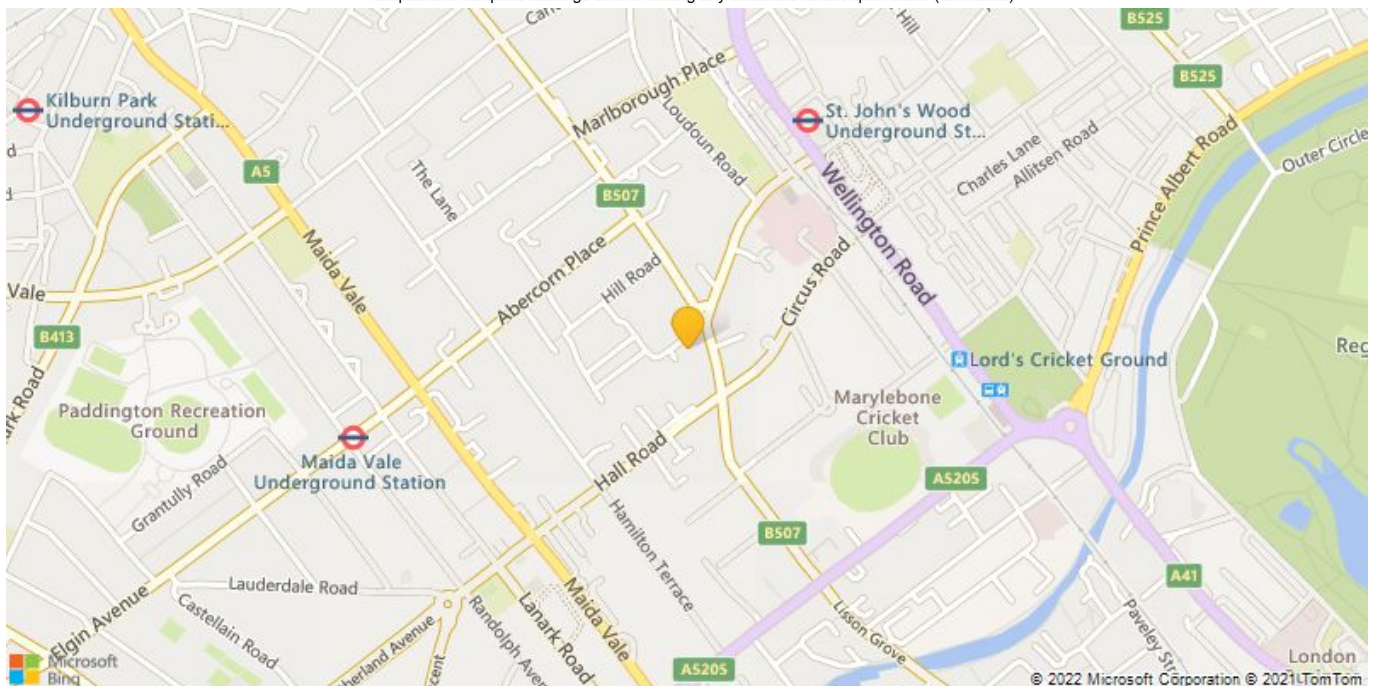 B525
Hill
B525
Marlborough Place
Kilburn Park
Underground Stati...
Loudoun Road
St. John's Wood
Underground St...
Charles Lane
Allitsen Road
Prince Albert Road
Outer Circle
A5
The Lane
B507
Wellington Road
Maida Vale
Abercorn Place
Hill Road
Circus Road
Vale
B413
Lord's Cricket Ground
Reg
Paddington Recreation
Ground
Marylebone
Cricket
Club
Maida Vale
Underground Station
Hall Road
A5205
Grantully Road
Hamilton Terrace
B507
Lauderdale Road
A41
Castellain Road
Elgin Avenue
Randolph Ave
Lanark Road
Maida Vale
Lisson Grove
Paveley Str
A5205
London
Microsoft
Bing
© 2022 Microsoft Corporation © 2021 TomTom